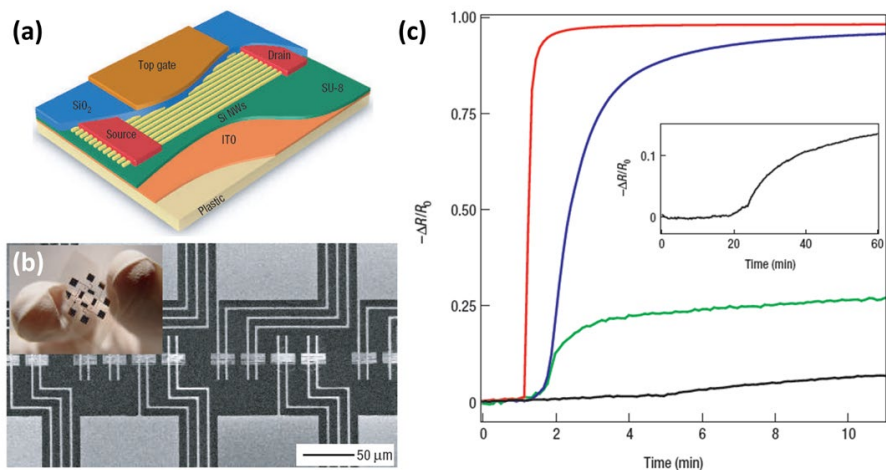 (a)
Top gate
Drain
SiO₂
Si NWs
SU-8
Source
ITO
Plastic
(b)
50 μm
(c)
1.00
0.75
0.50
0.25
0
−ΔR/R₀
0
2
4
6
8
10
Time (min)
0.1
0
−ΔR/R₀
0
20
40
60
Time (min)